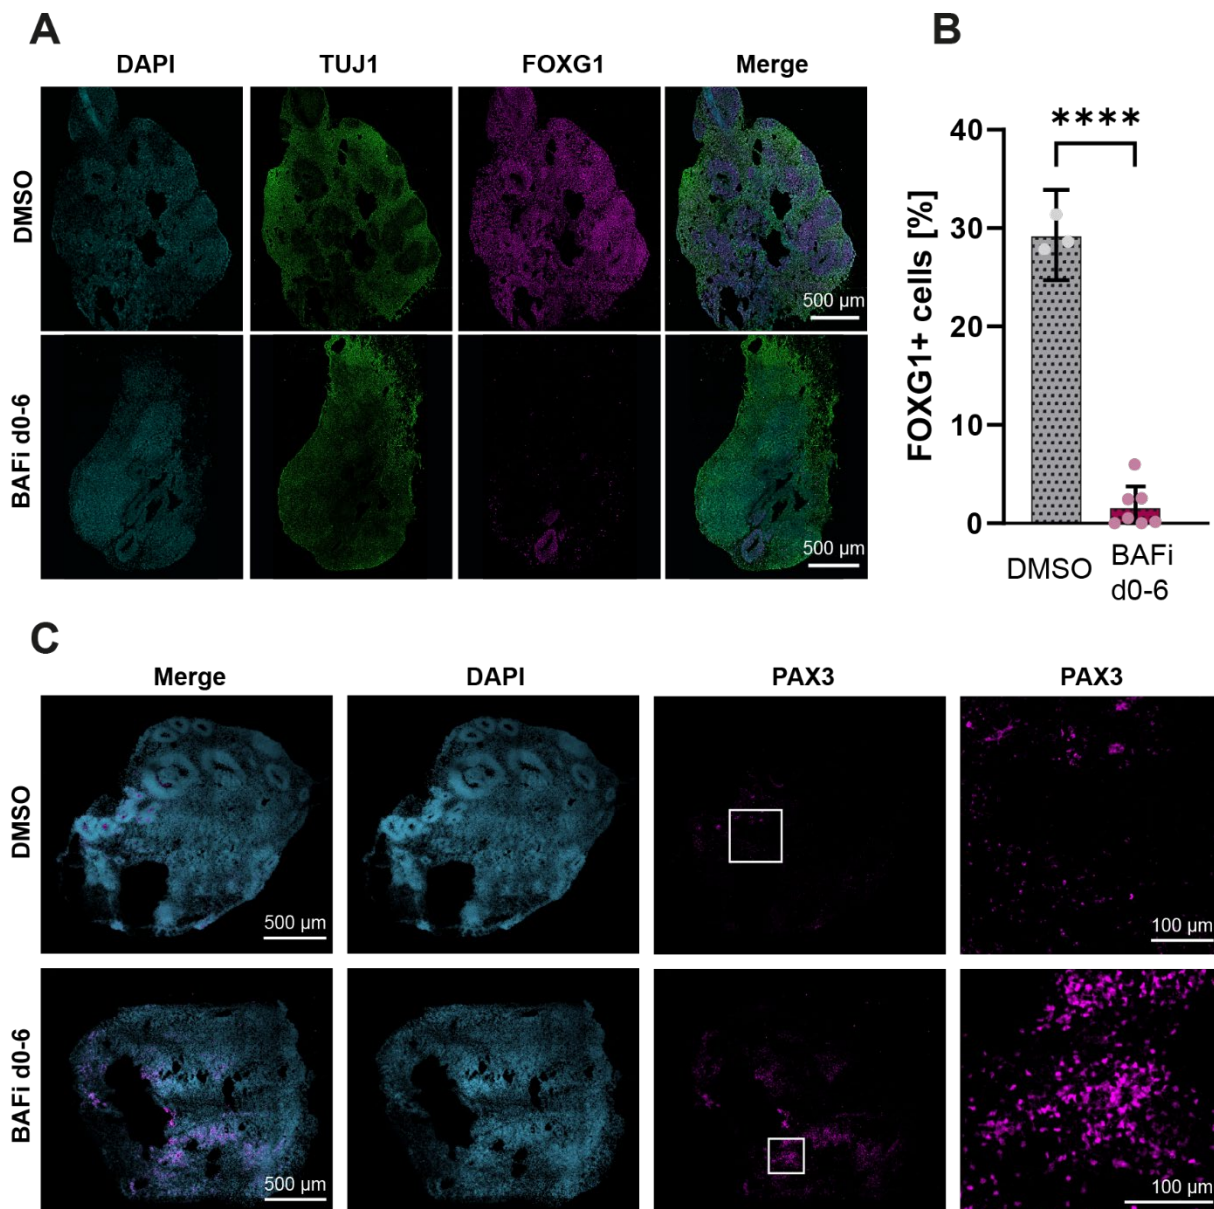 A
DAPI TUJ1 FOXG1 Merge
DMSO
500 µm
BAFi d0-6
500 µm
B
****
FOXG1+ cells [%]
40
30
20
10
0
DMSO
BAFi
d0-6
C
Merge DAPI PAX3 PAX3
DMSO
500 µm
100 µm
BAFi d0-6
500 µm
100 µm